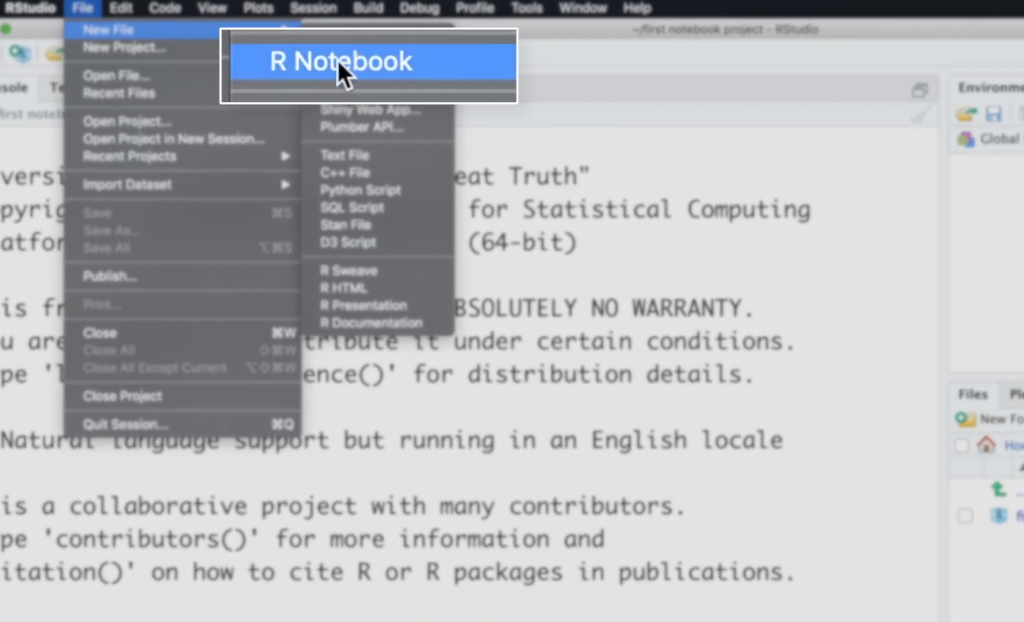 RStudio File Edit Code View Plots Session Build Debug Profile Tools Window Help
~/first notebook project - RStudio
New File
New Project...
Open File...
Recent Files
Open Project...
Open Project in New Session...
Recent Projects
Import Dataset
Save ⌘S
Save As...
Save All ⌥⌘S
Publish...
Print...
Close ⌘W
Close All ⇧⌘W
Close All Except Current ⌥⇧⌘W
Close Project
Quit Session... ⌘Q
R Notebook
Shiny Web App...
Plumber API...
Text File
C++ File
Python Script
SQL Script
Stan File
D3 Script
R Sweave
R HTML
R Presentation
R Documentation
nsole Te
first noteb
versi eat Truth"
pyrig for Statistical Computing
atfor (64-bit)
is fr BSOLUTELY NO WARRANTY.
u are tribute it under certain conditions.
pe 'l ence()' for distribution details.
Natural language support but running in an English locale
is a collaborative project with many contributors.
pe 'contributors()' for more information and
itation()' on how to cite R or R packages in publications.
Environme
Global
Files Pl
New Fo
Ho
..